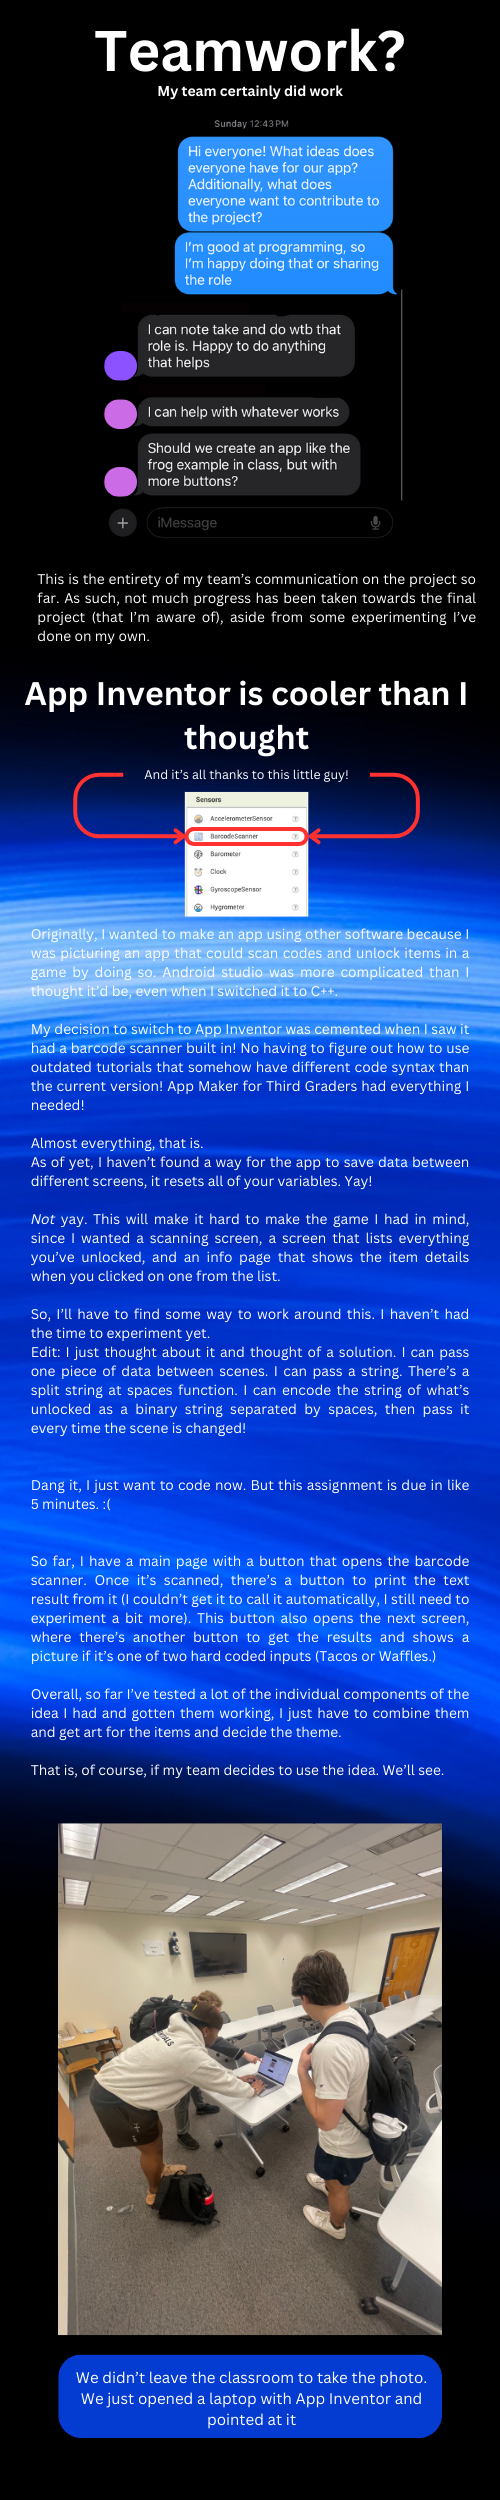 Teamwork?
My team certainly did work
Sunday 12:43 PM
Hi everyone! What ideas does
everyone have for our app?
Additionally, what does
everyone want to contribute to
the project?
I'm good at programming, so
I'm happy doing that or sharing
the role
I can note take and do wtb that
role is. Happy to do anything
that helps
I can help with whatever works
Should we create an app like the
frog example in class, but with
more buttons?
+ iMessage
This is the entirety of my team's communication on the project so
far. As such, not much progress has been taken towards the final
project (that I'm aware of), aside from some experimenting I've
done on my own.
App Inventor is cooler than I
thought
And it's all thanks to this little guy!
Sensors
AccelerometerSensor ?
BarcodeScanner ?
Barometer ?
Clock ?
GyroscopeSensor ?
Hygrometer ?
Originally, I wanted to make an app using other software because I
was picturing an app that could scan codes and unlock items in a
game by doing so. Android studio was more complicated than I
thought it'd be, even when I switched it to C++.
My decision to switch to App Inventor was cemented when I saw it
had a barcode scanner built in! No having to figure out how to use
outdated tutorials that somehow have different code syntax than
the current version! App Maker for Third Graders had everything I
needed!
Almost everything, that is.
As of yet, I haven't found a way for the app to save data between
different screens, it resets all of your variables. Yay!
Not yay. This will make it hard to make the game I had in mind,
since I wanted a scanning screen, a screen that lists everything
you've unlocked, and an info page that shows the item details
when you clicked on one from the list.
So, I'll have to find some way to work around this. I haven't had
the time to experiment yet.
Edit: I just thought about it and thought of a solution. I can pass
one piece of data between scenes. I can pass a string. There's a
split string at spaces function. I can encode the string of what's
unlocked as a binary string separated by spaces, then pass it
every time the scene is changed!
Dang it, I just want to code now. But this assignment is due in like
5 minutes. :(
So far, I have a main page with a button that opens the barcode
scanner. Once it's scanned, there's a button to print the text
result from it (I couldn't get it to call it automatically, I still need to
experiment a bit more). This button also opens the next screen,
where there's another button to get the results and shows a
picture if it's one of two hard coded inputs (Tacos or Waffles.)
Overall, so far I've tested a lot of the individual components of the
idea I had and gotten them working, I just have to combine them
and get art for the items and decide the theme.
That is, of course, if my team decides to use the idea. We'll see.
We didn't leave the classroom to take the photo.
We just opened a laptop with App Inventor and
pointed at it